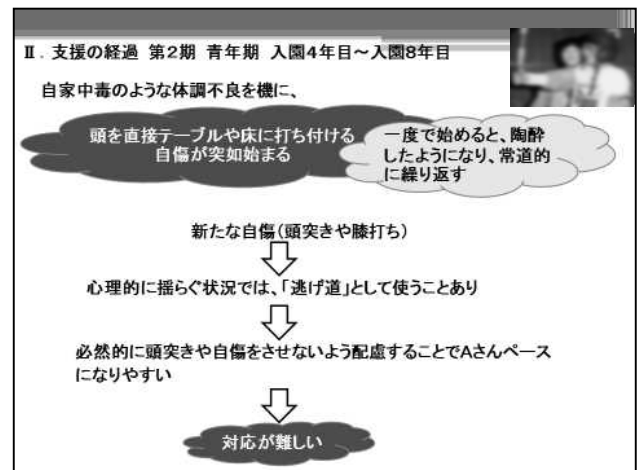 Ⅱ．支援の経過 第2期 青年期 入園4年目～入園8年目
自家中毒のような体調不良を機に、
頭を直接テーブルや床に打ち付ける
自傷が突如始まる
一度で始めると、陶酔
したようになり、常道的
に繰り返す
新たな自傷（頭突きや膝打ち）
心理的に揺らぐ状況では、「逃げ道」として使うことあり
必然的に頭突きや自傷をさせないよう配慮することでAさんペース
になりやすい
対応が難しい